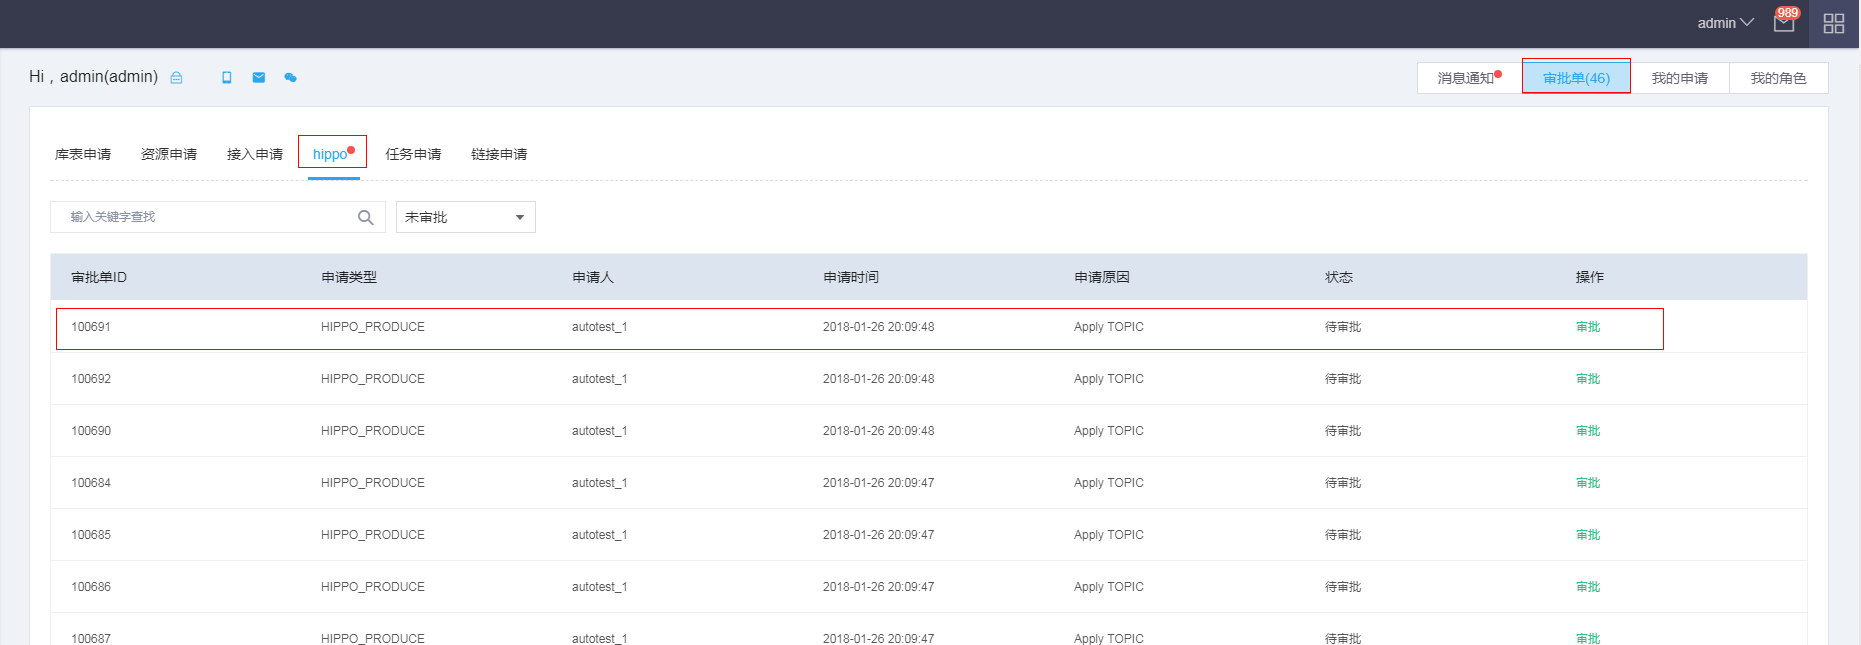 admin 989
Hi , admin(admin)
消息通知 审批单(46) 我的申请 我的角色
库表申请 资源申请 接入申请 hippo 任务申请 链接申请
输入关键字查找 未审批
审批单ID 申请类型 申请人 申请时间 申请原因 状态 操作
100691 HIPPO_PRODUCE autotest_1 2018-01-26 20:09:48 Apply TOPIC 待审批 审批
100692 HIPPO_PRODUCE autotest_1 2018-01-26 20:09:48 Apply TOPIC 待审批 审批
100690 HIPPO_PRODUCE autotest_1 2018-01-26 20:09:48 Apply TOPIC 待审批 审批
100684 HIPPO_PRODUCE autotest_1 2018-01-26 20:09:47 Apply TOPIC 待审批 审批
100685 HIPPO_PRODUCE autotest_1 2018-01-26 20:09:47 Apply TOPIC 待审批 审批
100686 HIPPO_PRODUCE autotest_1 2018-01-26 20:09:47 Apply TOPIC 待审批 审批
100687 HIPPO_PRODUCE autotest_1 2018-01-26 20:09:47 Apply TOPIC 待审批 审批